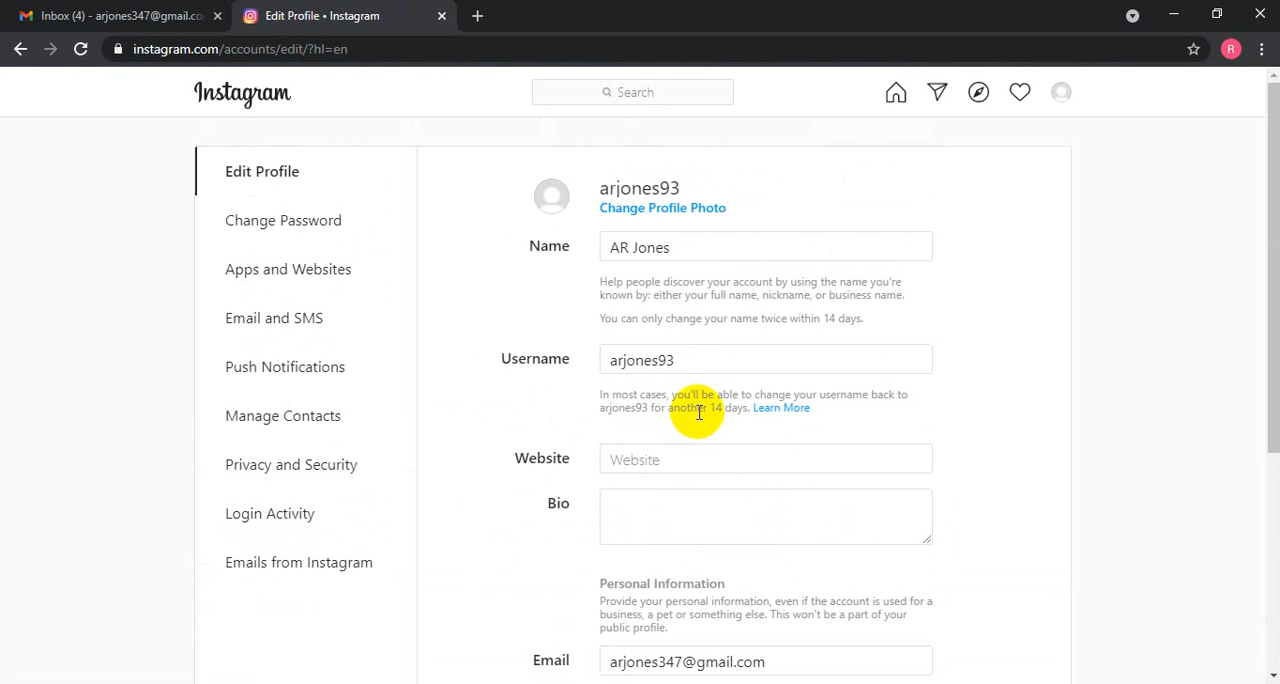 Inbox (4) - arjones347@gmail.co
Edit Profile • Instagram
instagram.com/accounts/edit/?hl=en
R
Instagram
Search
Edit Profile
Change Password
Apps and Websites
Email and SMS
Push Notifications
Manage Contacts
Privacy and Security
Login Activity
Emails from Instagram
arjones93
Change Profile Photo
Name AR Jones
Help people discover your account by using the name you're
known by: either your full name, nickname, or business name.
You can only change your name twice within 14 days.
Username arjones93
In most cases, you'll be able to change your username back to
arjones93 for another 14 days. Learn More
Website Website
Bio
Personal Information
Provide your personal information, even if the account is used for a
business, a pet or something else. This won't be a part of your
public profile.
Email arjones347@gmail.com